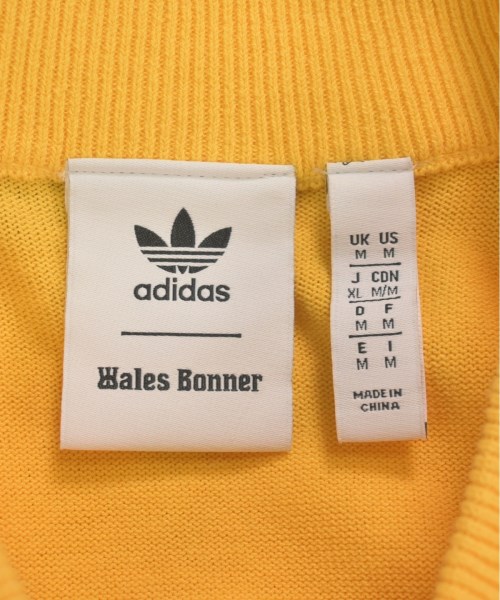 adidas
Wales Bonner
UK US
M M
J CDN
XL M/M
D F
M M
E I
M M
MADE IN
CHINA